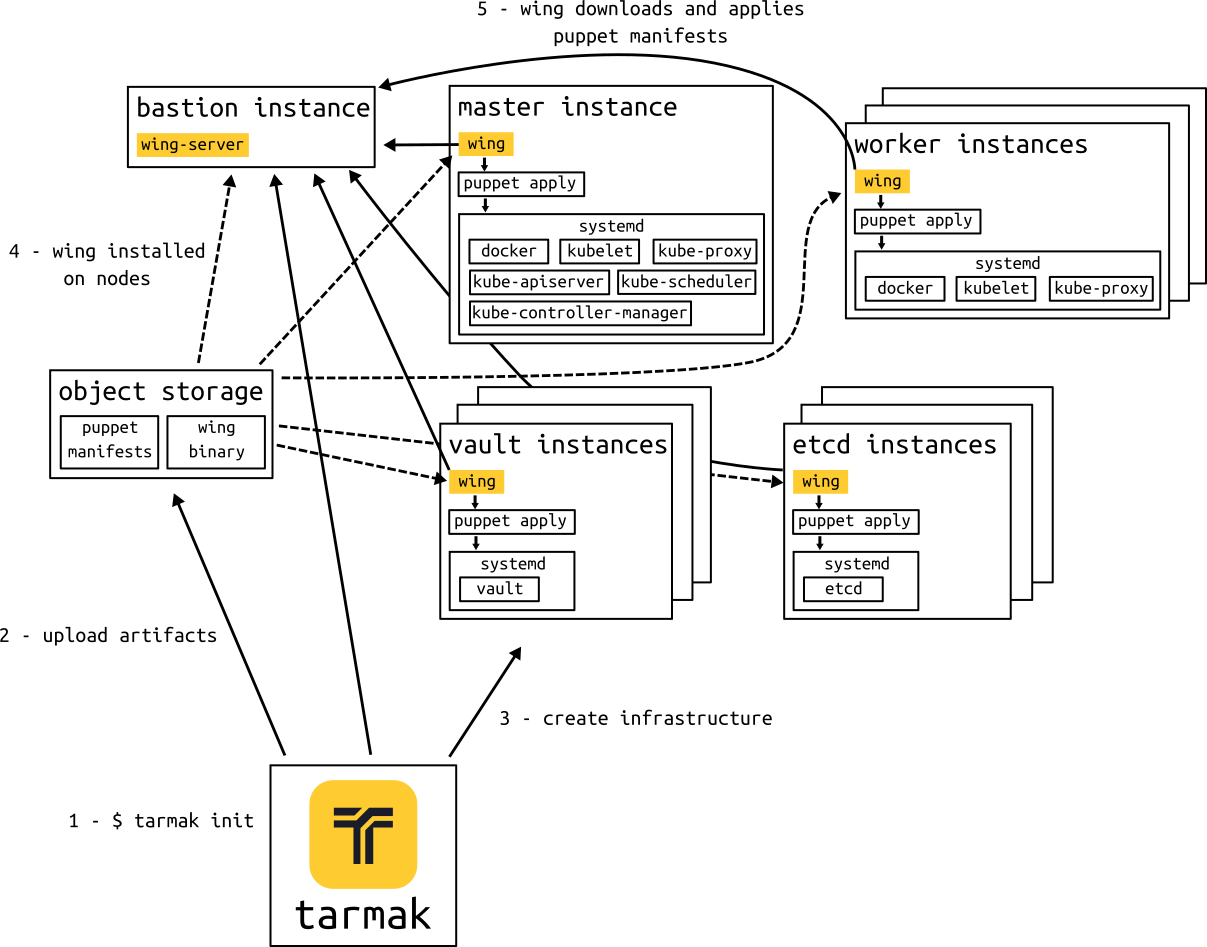 5 - wing downloads and applies
puppet manifests
bastion instance
wing-server
master instance
wing
puppet apply
systemd
docker
kubelet
kube-proxy
kube-apiserver
kube-scheduler
kube-controller-manager
worker instances
wing
puppet apply
systemd
docker
kubelet
kube-proxy
4 - wing installed
on nodes
object storage
puppet
manifests
wing
binary
vault instances
wing
puppet apply
systemd
vault
etcd instances
wing
puppet apply
systemd
etcd
2 - upload artifacts
3 - create infrastructure
1 - $ tarmak init
tarmak